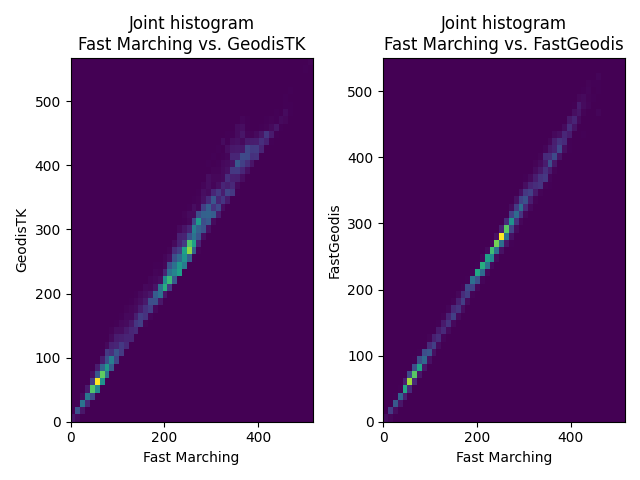 Joint histogram
Fast Marching vs. GeodisTK
500
400
300
200
100
0
0 200 400
GeodisTK
Fast Marching
Joint histogram
Fast Marching vs. FastGeodis
500
400
300
200
100
0
0 200 400
FastGeodis
Fast Marching